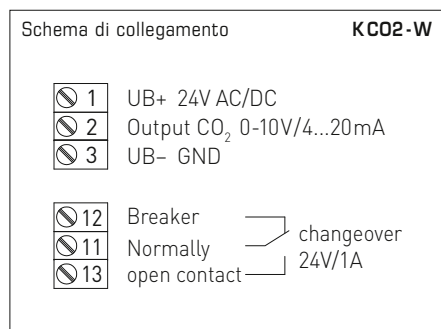 Schema di collegamento KCO2-W
1 UB+ 24V AC/DC
2 Output CO₂ 0-10V/4...20mA
3 UB– GND
12 Breaker
11 Normally
13 open contact
changeover
24V/1A